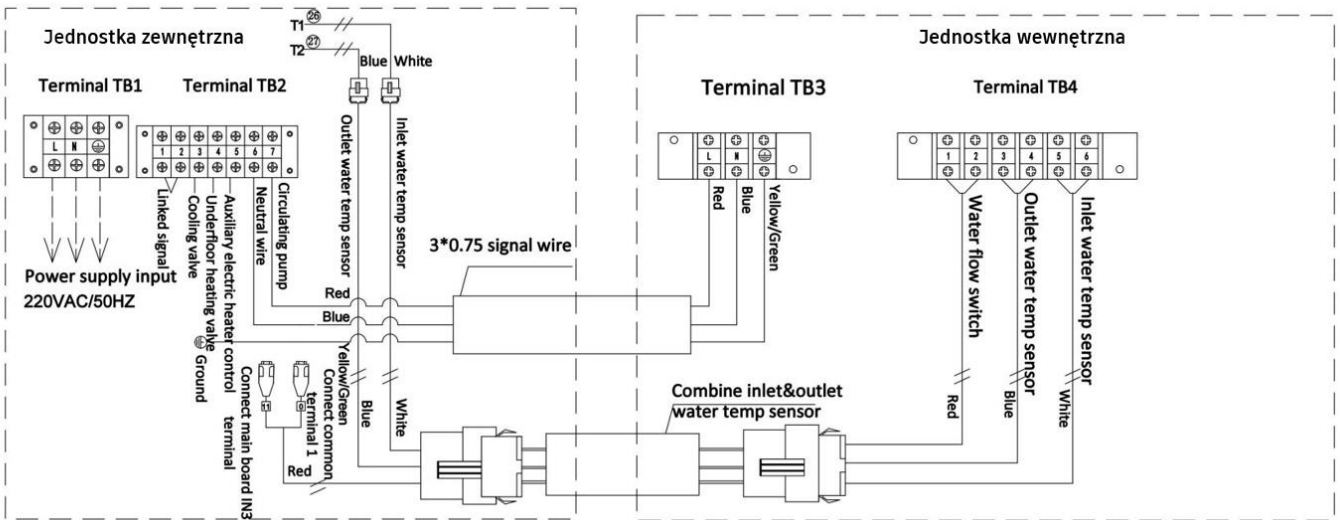 Jednostka zewnętrzna
T1 26
T2 27
Blue White
Terminal TB1
Terminal TB2
L N
1 2 3 4 5 6 7
Linked signal
Cooling valve
Underfloor heating valve
Auxiliary electric heater control
Neutral wire
Circulating pump
Outlet water temp sensor
Inlet water temp sensor
Power supply input
220VAC/50HZ
Red
Blue
Yellow/Green
Ground
Connect main board IN3
terminal
Connect common
terminal 1
Red
Blue
White
3*0.75 signal wire
Combine inlet&outlet
water temp sensor
Jednostka wewnętrzna
Terminal TB3
L N
Red
Blue
Yellow/Green
Terminal TB4
1 2 3 4 5 6
Water flow switch
Outlet water temp sensor
Inlet water temp sensor
Red
Blue
White